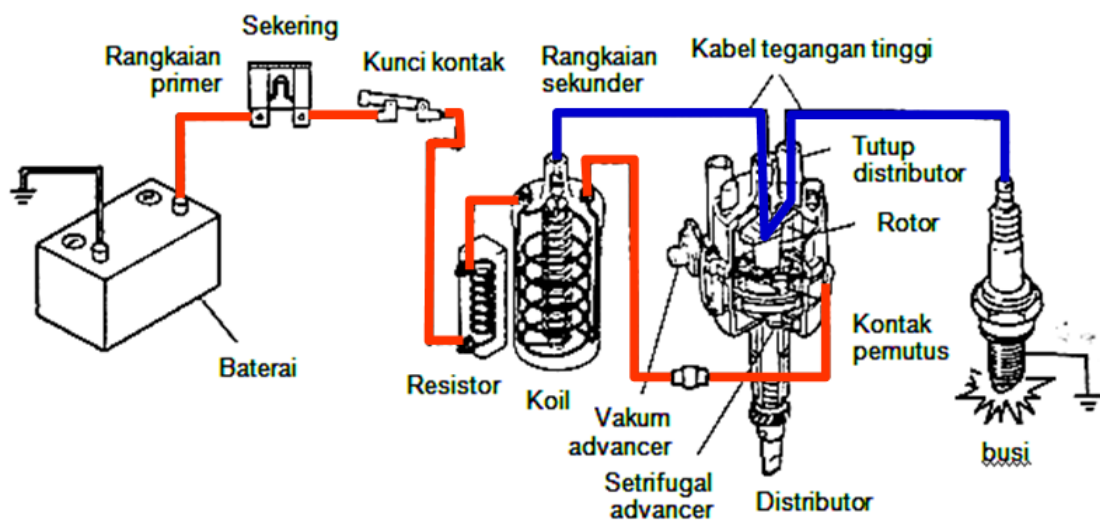 Sekering
Rangkaian
primer
Kunci kontak
Rangkaian
sekunder
Kabel tegangan tinggi
Tutup
distributor
Rotor
Kontak
pemutus
Baterai
Resistor
Koil
Vakum
advancer
Setrifugal
advancer
Distributor
busi